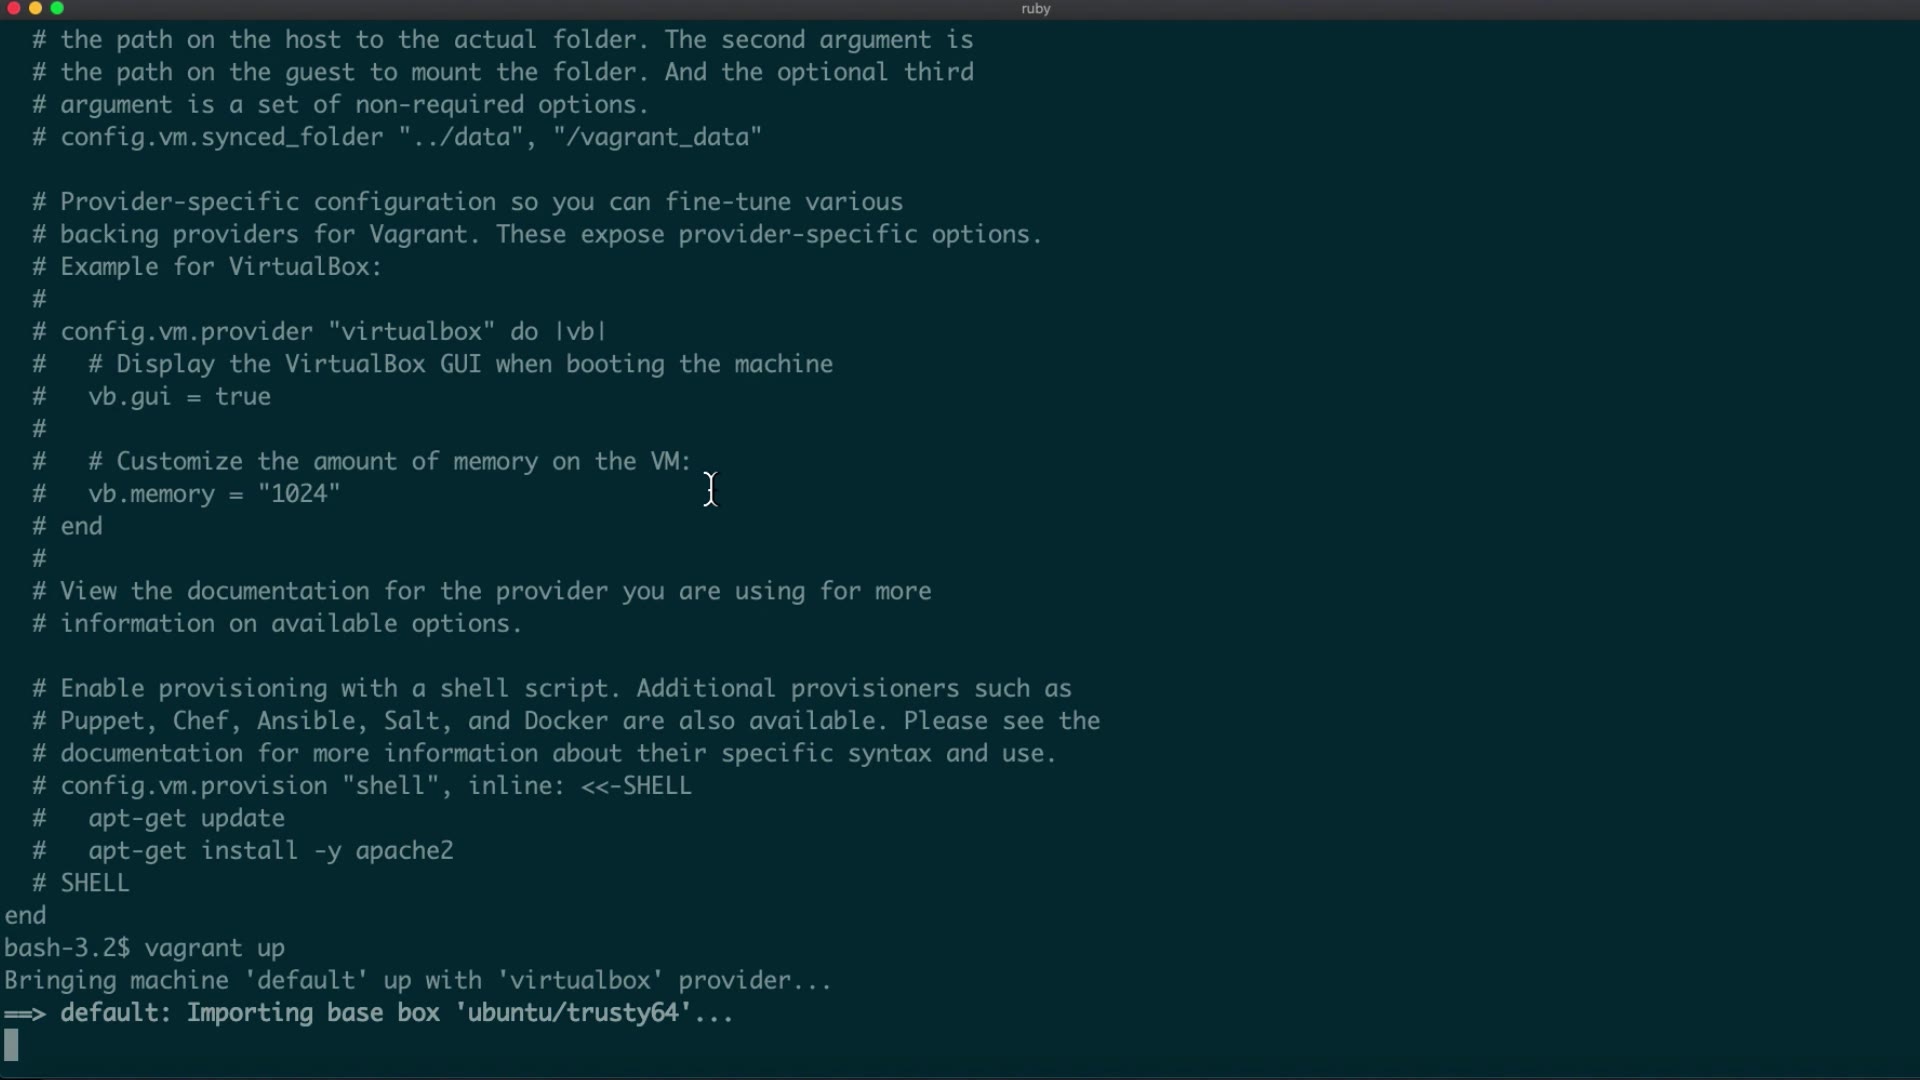 ruby
# the path on the host to the actual folder. The second argument is
# the path on the guest to mount the folder. And the optional third
# argument is a set of non-required options.
# config.vm.synced_folder "../data", "/vagrant_data"
# Provider-specific configuration so you can fine-tune various
# backing providers for Vagrant. These expose provider-specific options.
# Example for VirtualBox:
#
# config.vm.provider "virtualbox" do |vb|
#   # Display the VirtualBox GUI when booting the machine
#   vb.gui = true
#
#   # Customize the amount of memory on the VM:
#   vb.memory = "1024"
# end
#
# View the documentation for the provider you are using for more
# information on available options.
# Enable provisioning with a shell script. Additional provisioners such as
# Puppet, Chef, Ansible, Salt, and Docker are also available. Please see the
# documentation for more information about their specific syntax and use.
# config.vm.provision "shell", inline: <<-SHELL
#   apt-get update
#   apt-get install -y apache2
# SHELL
end
bash-3.2$ vagrant up
Bringing machine 'default' up with 'virtualbox' provider...
==> default: Importing base box 'ubuntu/trusty64'...